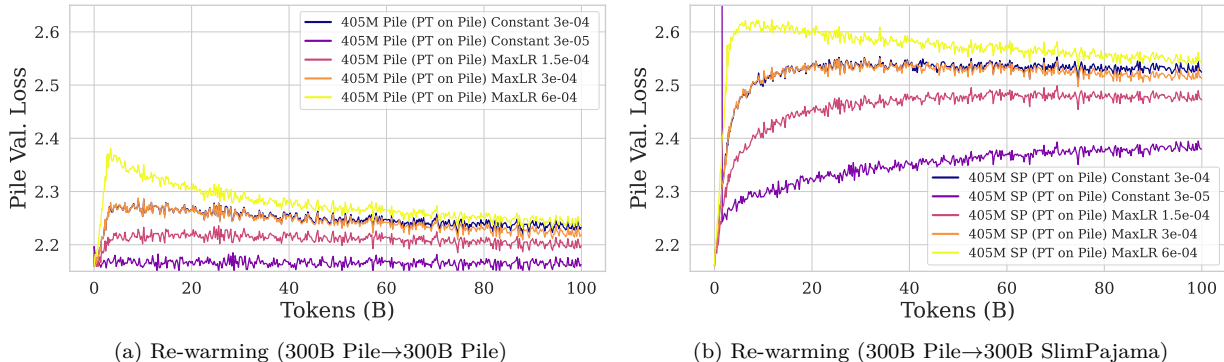 2.6
2.5
2.4
2.3
2.2
Pile Val. Loss
405M Pile (PT on Pile) Constant 3e-04
405M Pile (PT on Pile) Constant 3e-05
405M Pile (PT on Pile) MaxLR 1.5e-04
405M Pile (PT on Pile) MaxLR 3e-04
405M Pile (PT on Pile) MaxLR 6e-04
0 20 40 60 80 100
Tokens (B)
(a) Re-warming (300B Pile→300B Pile)
2.6
2.5
2.4
2.3
2.2
Pile Val. Loss
405M SP (PT on Pile) Constant 3e-04
405M SP (PT on Pile) Constant 3e-05
405M SP (PT on Pile) MaxLR 1.5e-04
405M SP (PT on Pile) MaxLR 3e-04
405M SP (PT on Pile) MaxLR 6e-04
0 20 40 60 80 100
Tokens (B)
(b) Re-warming (300B Pile→300B SlimPajama)